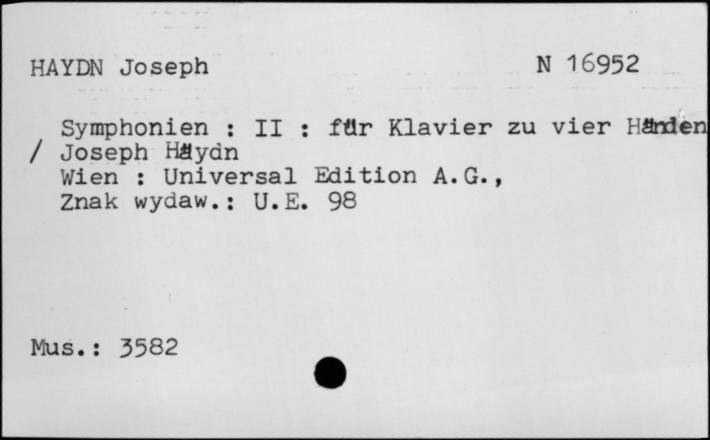 HAYDN Joseph N 16952
Symphonien : II : für Klavier zu vier Händen
/ Joseph Haydn
Wien : Universal Edition A.G.,
Znak wydaw.: U.E. 98
Mus.: 3582